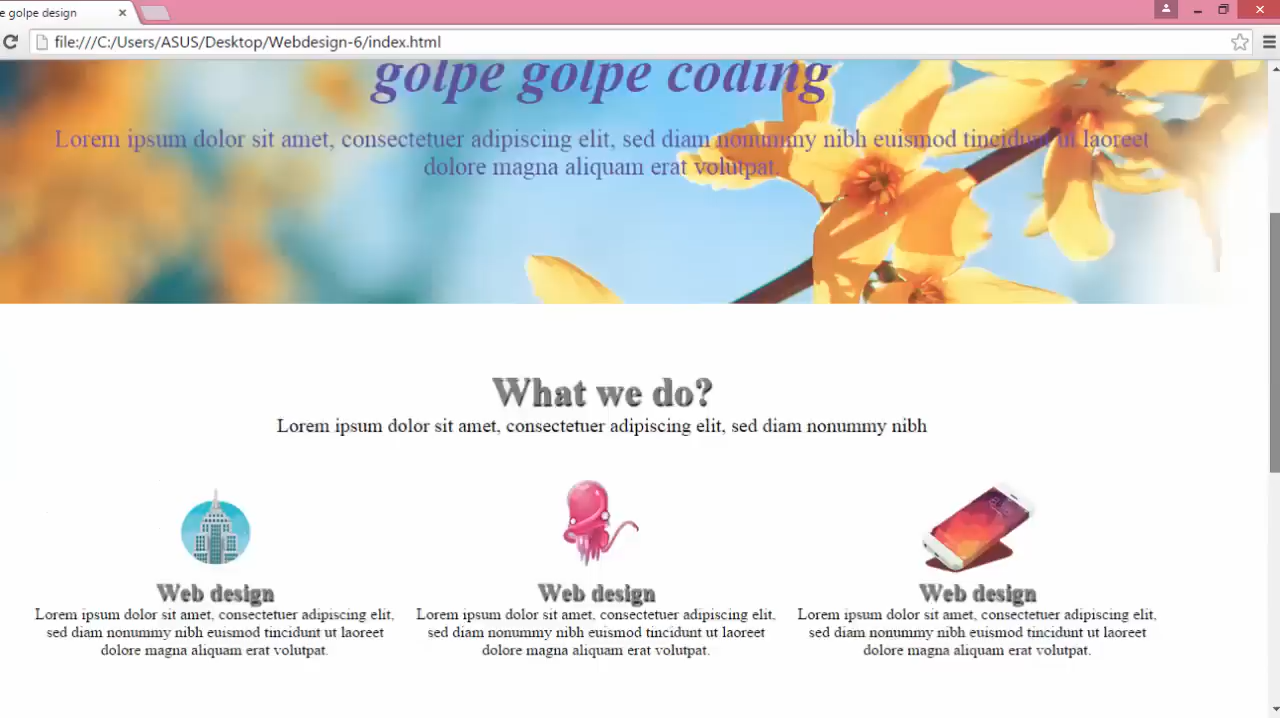 e golpe design
file:///C:/Users/ASUS/Desktop/Webdesign-6/index.html
golpe golpe coding
Lorem ipsum dolor sit amet, consectetuer adipiscing elit, sed diam nonummy nibh euismod tincidunt ut laoreet
dolore magna aliquam erat volutpat.
What we do?
Lorem ipsum dolor sit amet, consectetuer adipiscing elit, sed diam nonummy nibh
Web design
Lorem ipsum dolor sit amet, consectetuer adipiscing elit,
sed diam nonummy nibh euismod tincidunt ut laoreet
dolore magna aliquam erat volutpat.
Web design
Lorem ipsum dolor sit amet, consectetuer adipiscing elit,
sed diam nonummy nibh euismod tincidunt ut laoreet
dolore magna aliquam erat volutpat.
Web design
Lorem ipsum dolor sit amet, consectetuer adipiscing elit,
sed diam nonummy nibh euismod tincidunt ut laoreet
dolore magna aliquam erat volutpat.